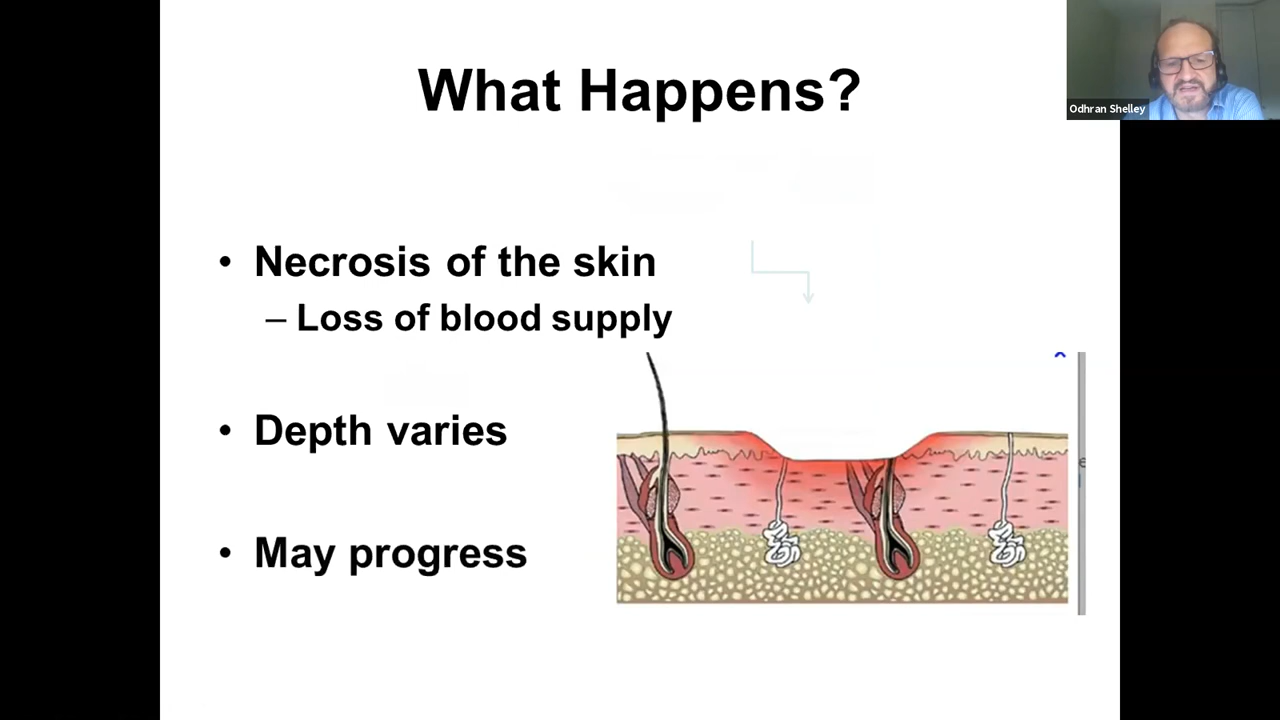 What Happens?
Odhran Shelley
• Necrosis of the skin
– Loss of blood supply
• Depth varies
• May progress